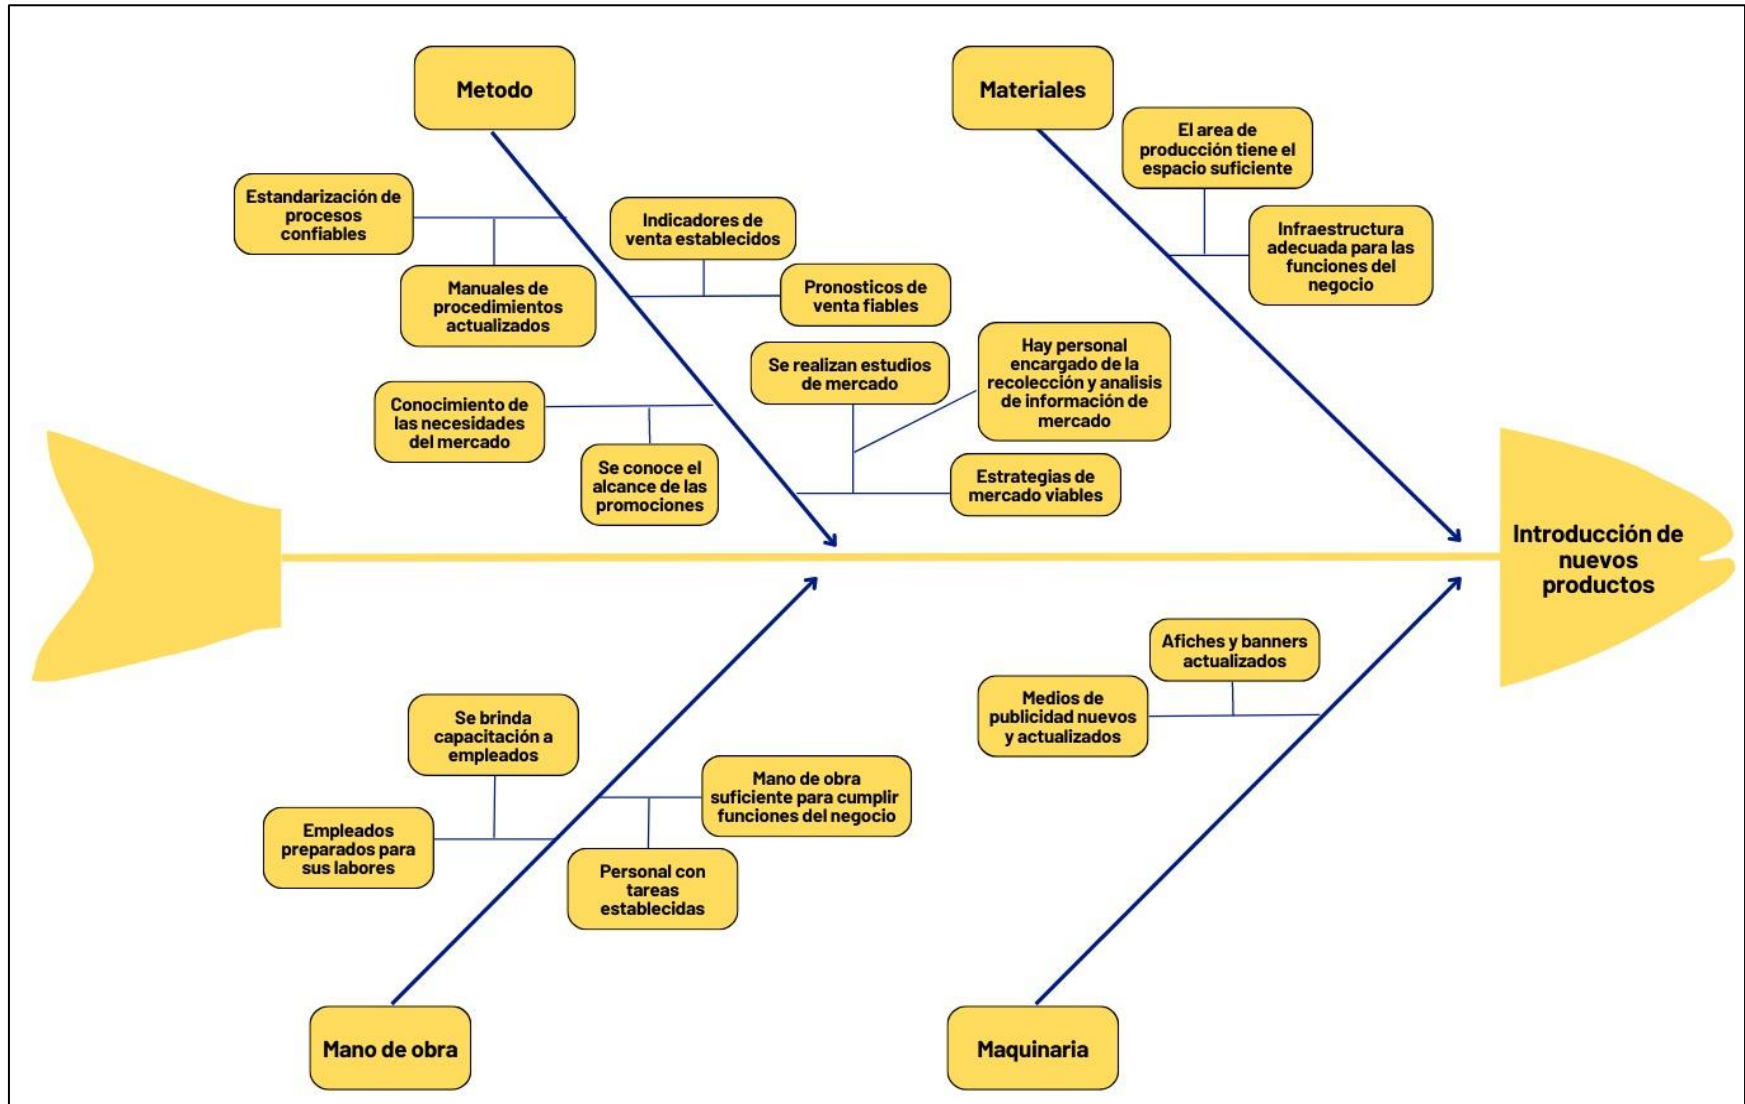 Metodo
Estandarización de
procesos
confiables
Manuales de
procedimientos
actualizados
Indicadores de
venta establecidos
Pronosticos de
venta fiables
Conocimiento de
las necesidades
del mercado
Se conoce el
alcance de las
promociones
Se realizan estudios
de mercado
Hay personal
encargado de la
recolección y analisis
de información de
mercado
Estrategias de
mercado viables
Materiales
El area de
producción tiene el
espacio suficiente
Infraestructura
adecuada para las
funciones del
negocio
Introducción de
nuevos
productos
Se brinda
capacitación a
empleados
Empleados
preparados para
sus labores
Mano de obra
suficiente para cumplir
funciones del negocio
Personal con
tareas
establecidas
Mano de obra
Afiches y banners
actualizados
Medios de
publicidad nuevos
y actualizados
Maquinaria